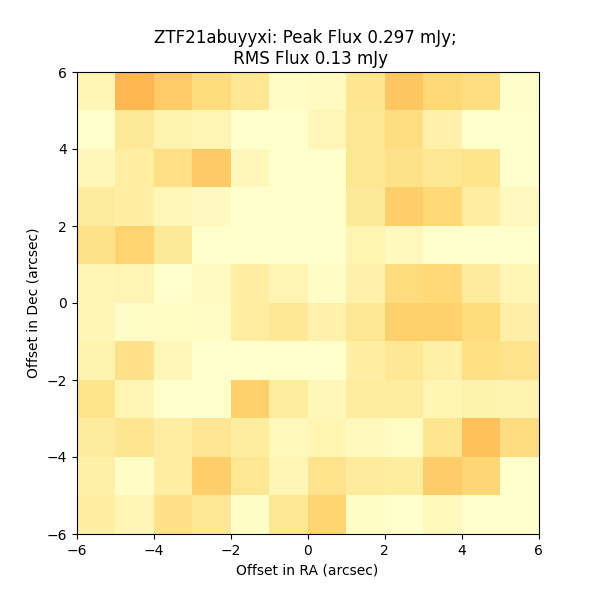 ZTF21abuyyxi: Peak Flux 0.297 mJy;
RMS Flux 0.13 mJy
6
4
2
0
−2
−4
−6
Offset in Dec (arcsec)
−6 −4 −2 0 2 4 6
Offset in RA (arcsec)